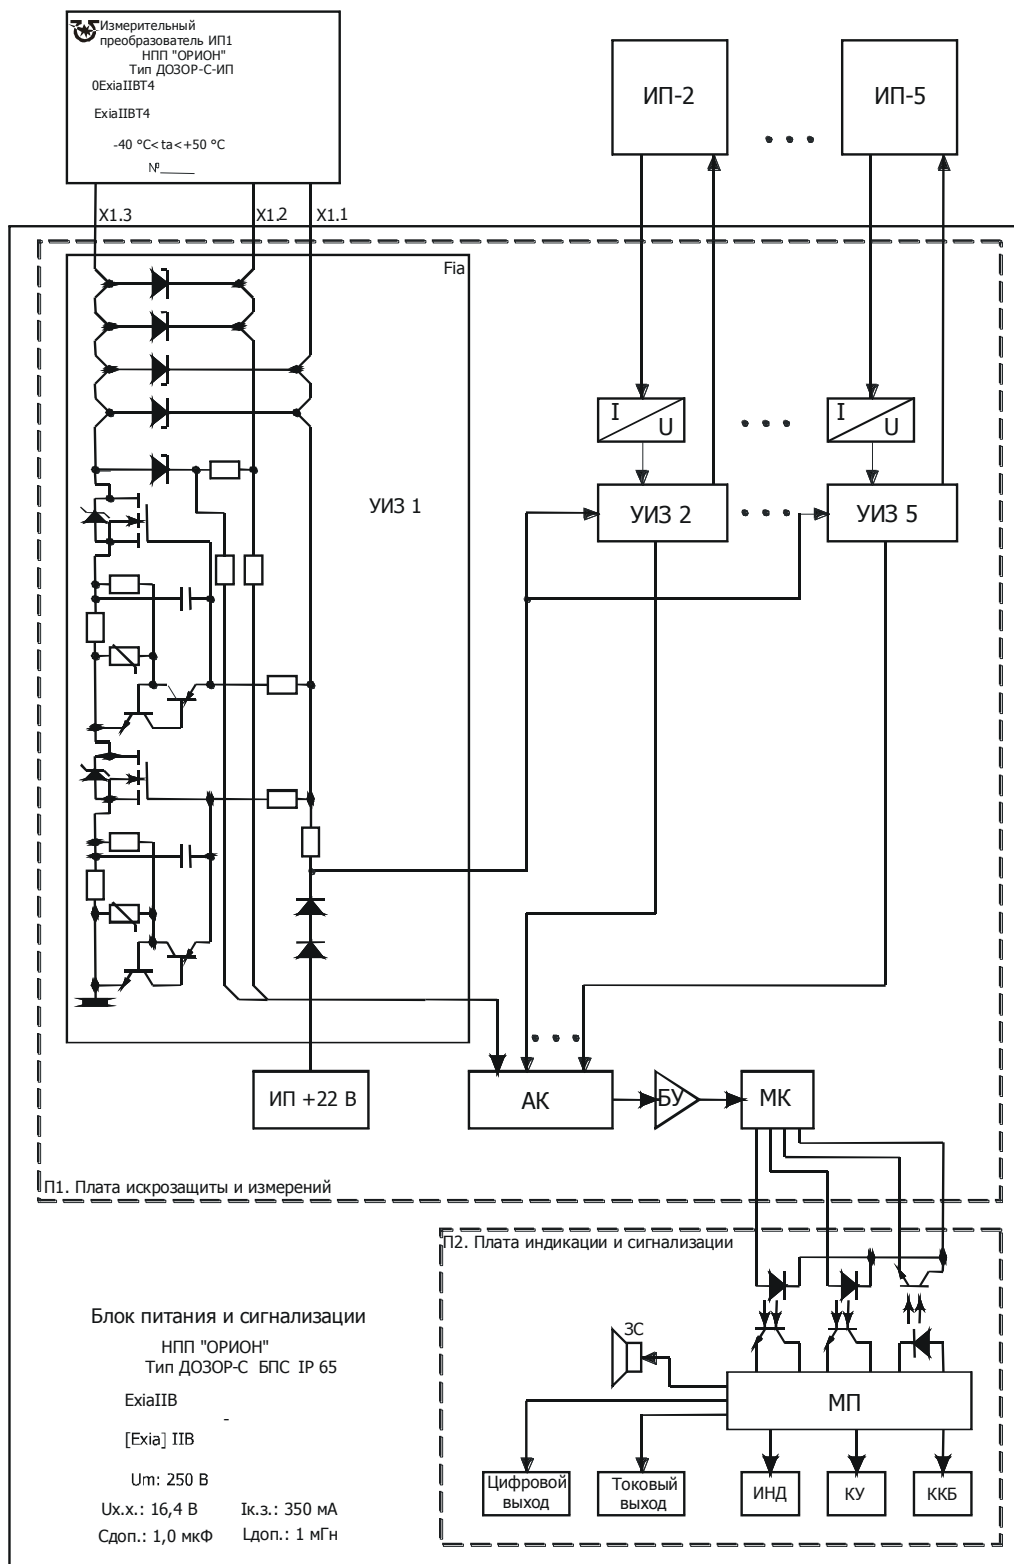 Измерительный
преобразователь ИП1
НПП "ОРИОН"
Тип ДОЗОР-С-ИП
0ExiaIIBT4
ExiaIIBT4
-40 °C< ta<+50 °C
№_____
ИП-2
ИП-5
X1.3
X1.2
X1.1
Fia
УИЗ 1
I
U
I
U
УИЗ 2
УИЗ 5
ИП +22 В
АК
БУ
МК
П1. Плата искрозащиты и измерений
П2. Плата индикации и сигнализации
Блок питания и сигнализации
НПП "ОРИОН"
Тип ДОЗОР-С БПС IP 65
ExiaIIB
-
[Exia] IIB
Um: 250 В
Uх.х.: 16,4 В Iк.з.: 350 мА
Сдоп.: 1,0 мкФ Lдоп.: 1 мГн
ЗС
МП
Цифровой
выход
Токовый
выход
ИНД
КУ
ККБ